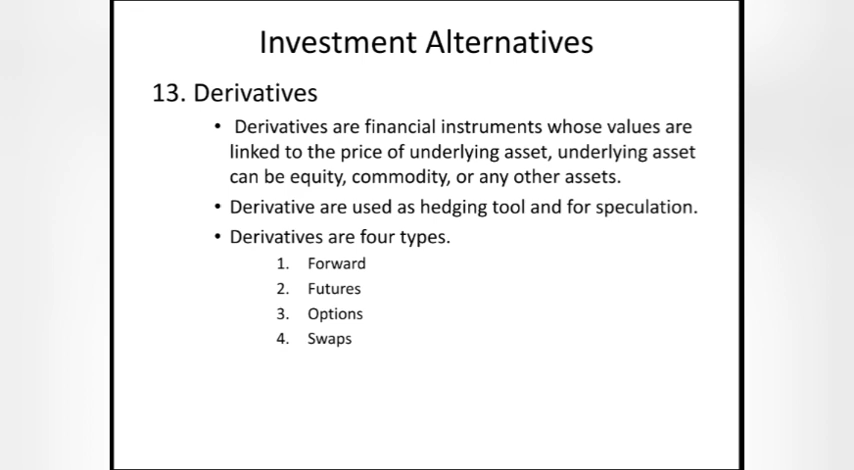 Investment Alternatives
13. Derivatives
• Derivatives are financial instruments whose values are
linked to the price of underlying asset, underlying asset
can be equity, commodity, or any other assets.
• Derivative are used as hedging tool and for speculation.
• Derivatives are four types.
1. Forward
2. Futures
3. Options
4. Swaps